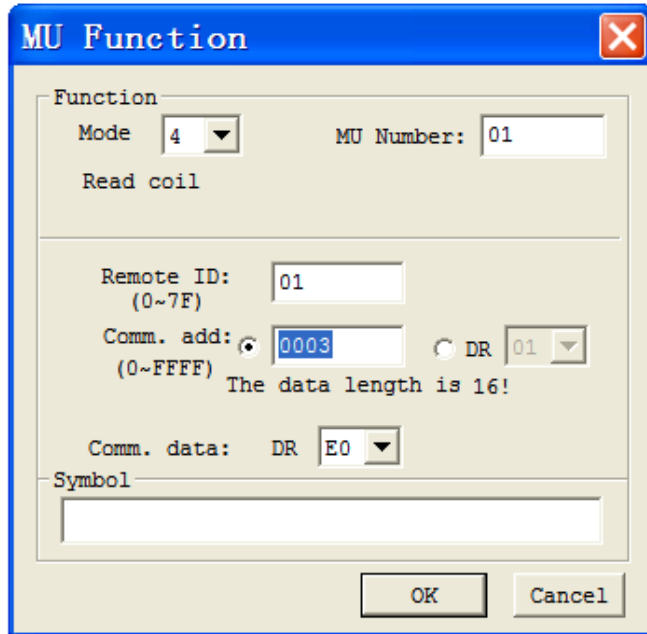 MU Function
Function
Mode 4 MU Number: 01
Read coil
Remote ID: 01
(0~7F)
Comm. add: 0003 DR 01
(0~FFFF)
The data length is 16!
Comm. data: DR E0
Symbol
OK Cancel